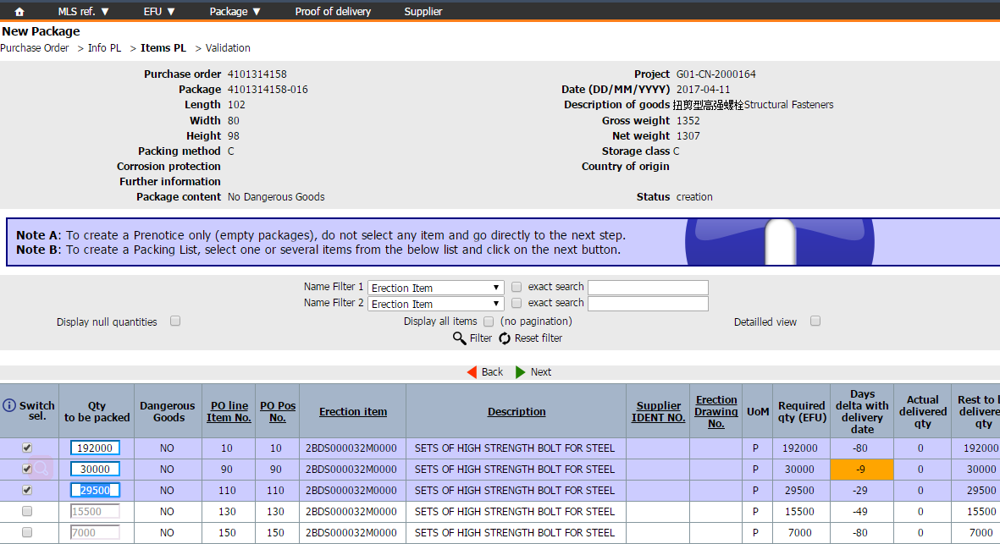 MLS ref. ▼ EFU ▼ Package ▼ Proof of delivery Supplier
New Package
Purchase Order > Info PL > Items PL > Validation
Purchase order 4101314158 Project G01-CN-2000164
Package 4101314158-016 Date (DD/MM/YYYY) 2017-04-11
Length 102 Description of goods 扭剪型高强螺栓Structural Fasteners
Width 80 Gross weight 1352
Height 98 Net weight 1307
Packing method C Storage class C
Corrosion protection Country of origin
Further information
Package content No Dangerous Goods Status creation
Note A: To create a Prenotice only (empty packages), do not select any item and go directly to the next step.
Note B: To create a Packing List, select one or several items from the below list and click on the next button.
Name Filter 1 Erection Item ▼ exact search
Name Filter 2 Erection Item ▼ exact search
Display null quantities Display all items (no pagination) Detailled view
Filter Reset filter
Back Next
Switch sel. Qty to be packed Dangerous Goods PO line Item No. PO Pos No. Erection item Description Supplier IDENT NO. Erection Drawing No. UoM Required qty (EFU) Days delta with delivery date Actual delivered qty Rest to
192000 NO 10 10 2BDS000032M0000 SETS OF HIGH STRENGTH BOLT FOR STEEL P 192000 -80 0 192000
30000 NO 90 90 2BDS000032M0000 SETS OF HIGH STRENGTH BOLT FOR STEEL P 30000 -9 0 30000
29500 NO 110 110 2BDS000032M0000 SETS OF HIGH STRENGTH BOLT FOR STEEL P 29500 -29 0 29500
15500 NO 130 130 2BDS000032M0000 SETS OF HIGH STRENGTH BOLT FOR STEEL P 15500 -49 0 15500
7000 NO 150 150 2BDS000032M0000 SETS OF HIGH STRENGTH BOLT FOR STEEL P 7000 -80 0 7000